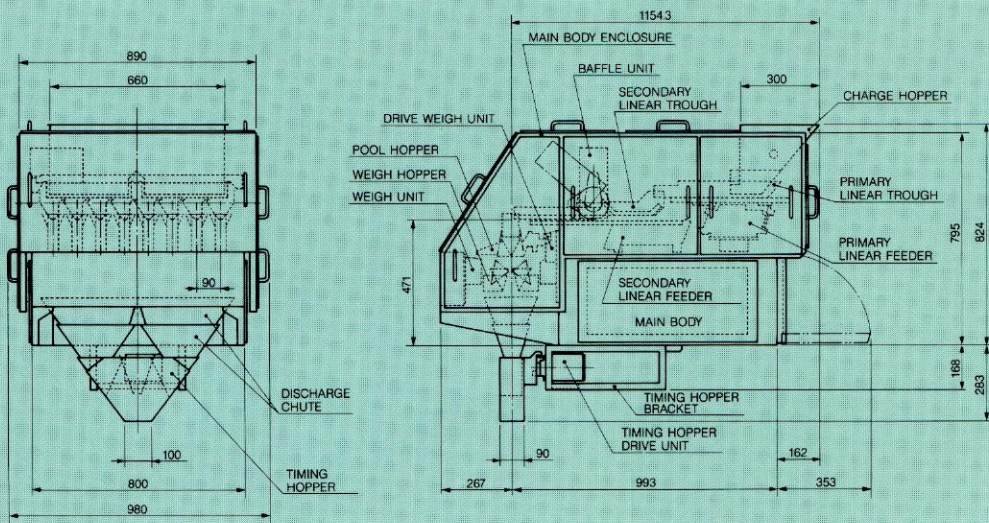 890
660
90
DISCHARGE
CHUTE
100
TIMING
HOPPER
800
980
1154.3
MAIN BODY ENCLOSURE
300
BAFFLE UNIT
CHARGE HOPPER
SECONDARY
LINEAR TROUGH
DRIVE WEIGH UNIT
POOL HOPPER
WEIGH HOPPER
WEIGH UNIT
PRIMARY
LINEAR TROUGH
PRIMARY
LINEAR FEEDER
795
824
471
SECONDARY
LINEAR FEEDER
MAIN BODY
168
283
TIMING HOPPER
BRACKET
TIMING HOPPER
DRIVE UNIT
90
162
267
993
353